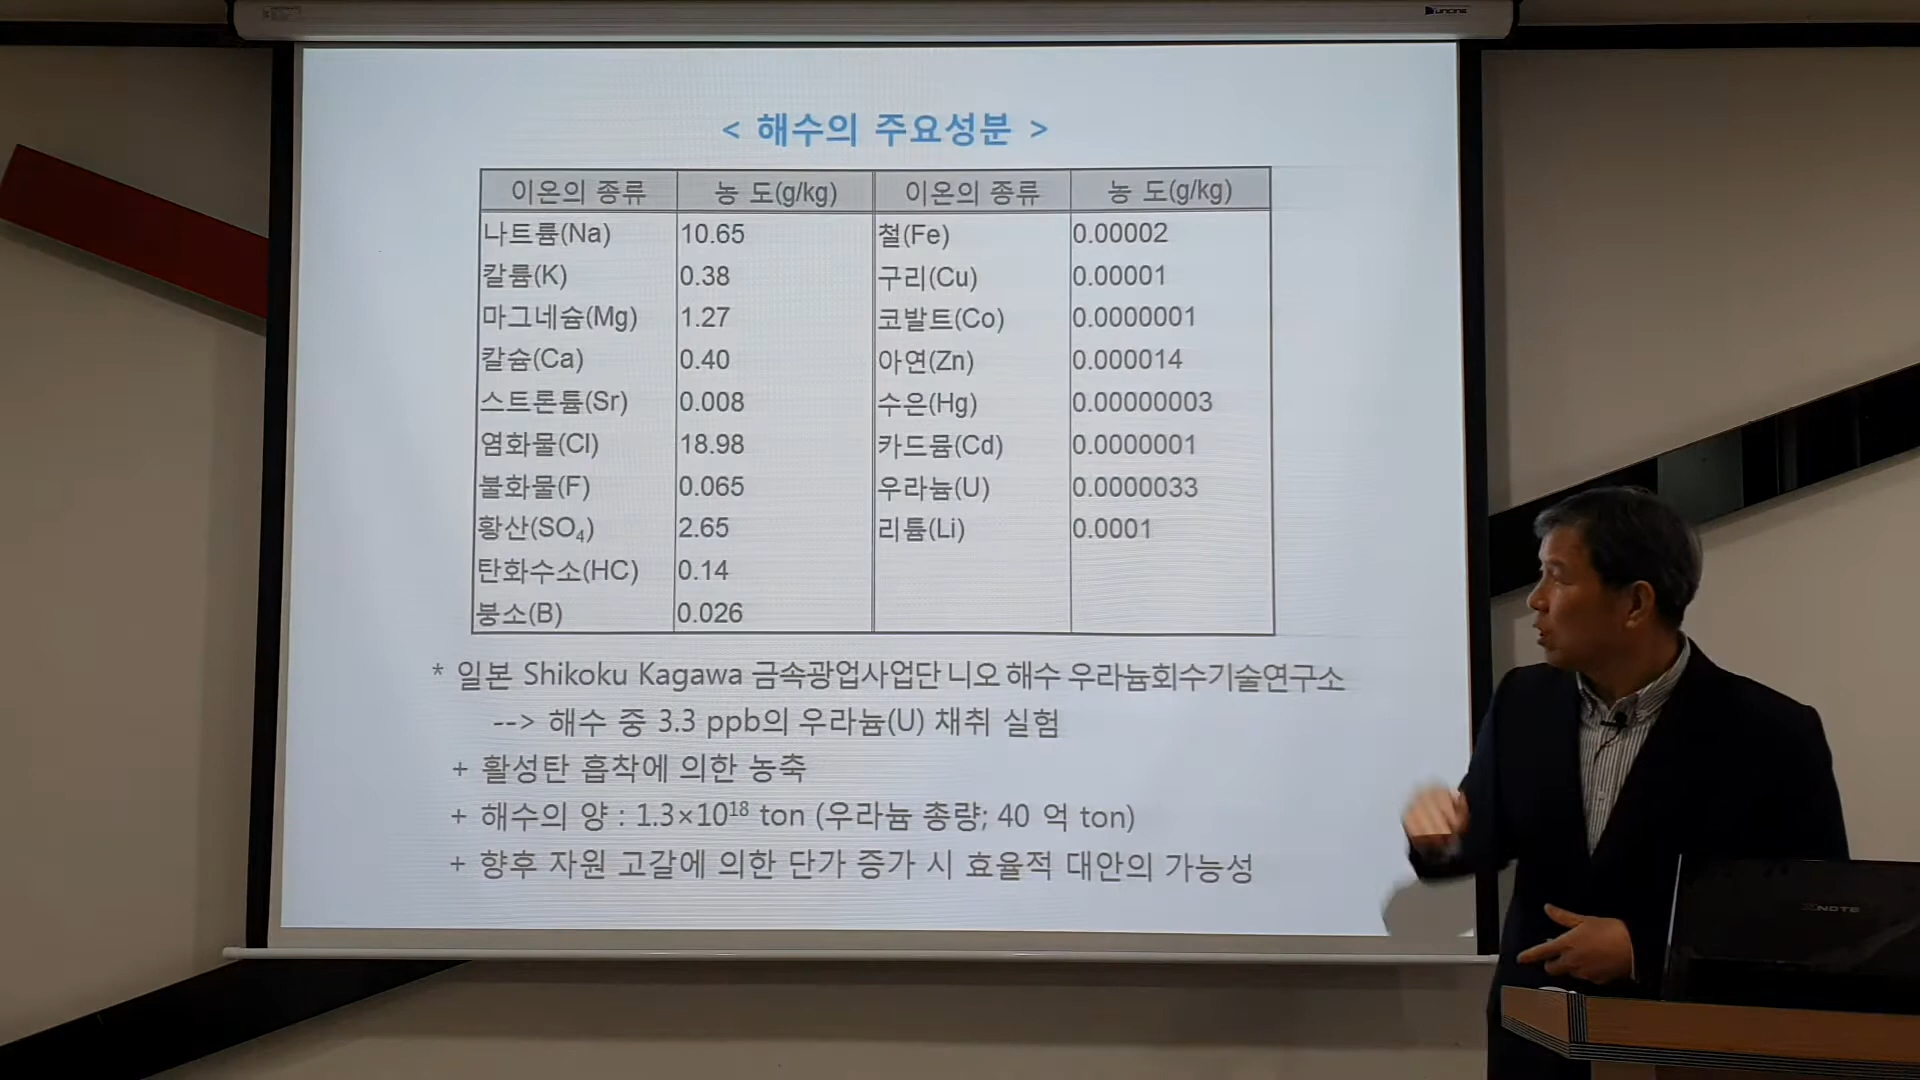 < 해수의 주요성분 >
이온의 종류 농 도(g/kg) 이온의 종류 농 도(g/kg)
나트륨(Na) 10.65 철(Fe) 0.00002
칼륨(K) 0.38 구리(Cu) 0.00001
마그네슘(Mg) 1.27 코발트(Co) 0.0000001
칼슘(Ca) 0.40 아연(Zn) 0.000014
스트론튬(Sr) 0.008 수은(Hg) 0.00000003
염화물(Cl) 18.98 카드뮴(Cd) 0.0000001
불화물(F) 0.065 우라늄(U) 0.0000033
황산(SO₄) 2.65 리튬(Li) 0.0001
탄화수소(HC) 0.14
붕소(B) 0.026
* 일본 Shikoku Kagawa 금속광업사업단 니오 해수 우라늄회수기술연구소
--> 해수 중 3.3 ppb의 우라늄(U) 채취 실험
+ 활성탄 흡착에 의한 농축
+ 해수의 양 : 1.3×10¹⁸ ton (우라늄 총량; 40 억 ton)
+ 향후 자원 고갈에 의한 단가 증가 시 효율적 대안의 가능성
XNOTE